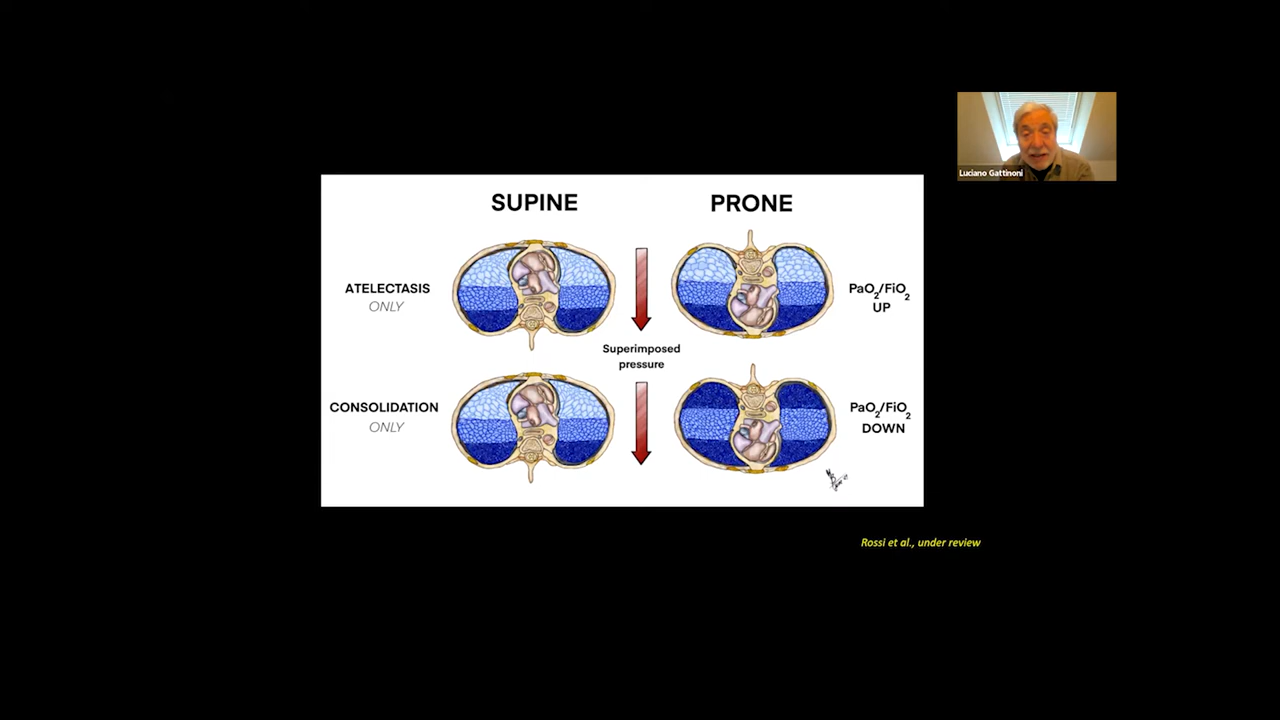 Luciano Gattinoni
SUPINE
PRONE
ATELECTASIS
ONLY
PaO2/FiO2
UP
Superimposed
pressure
CONSOLIDATION
ONLY
PaO2/FiO2
DOWN
Rossi et al., under review